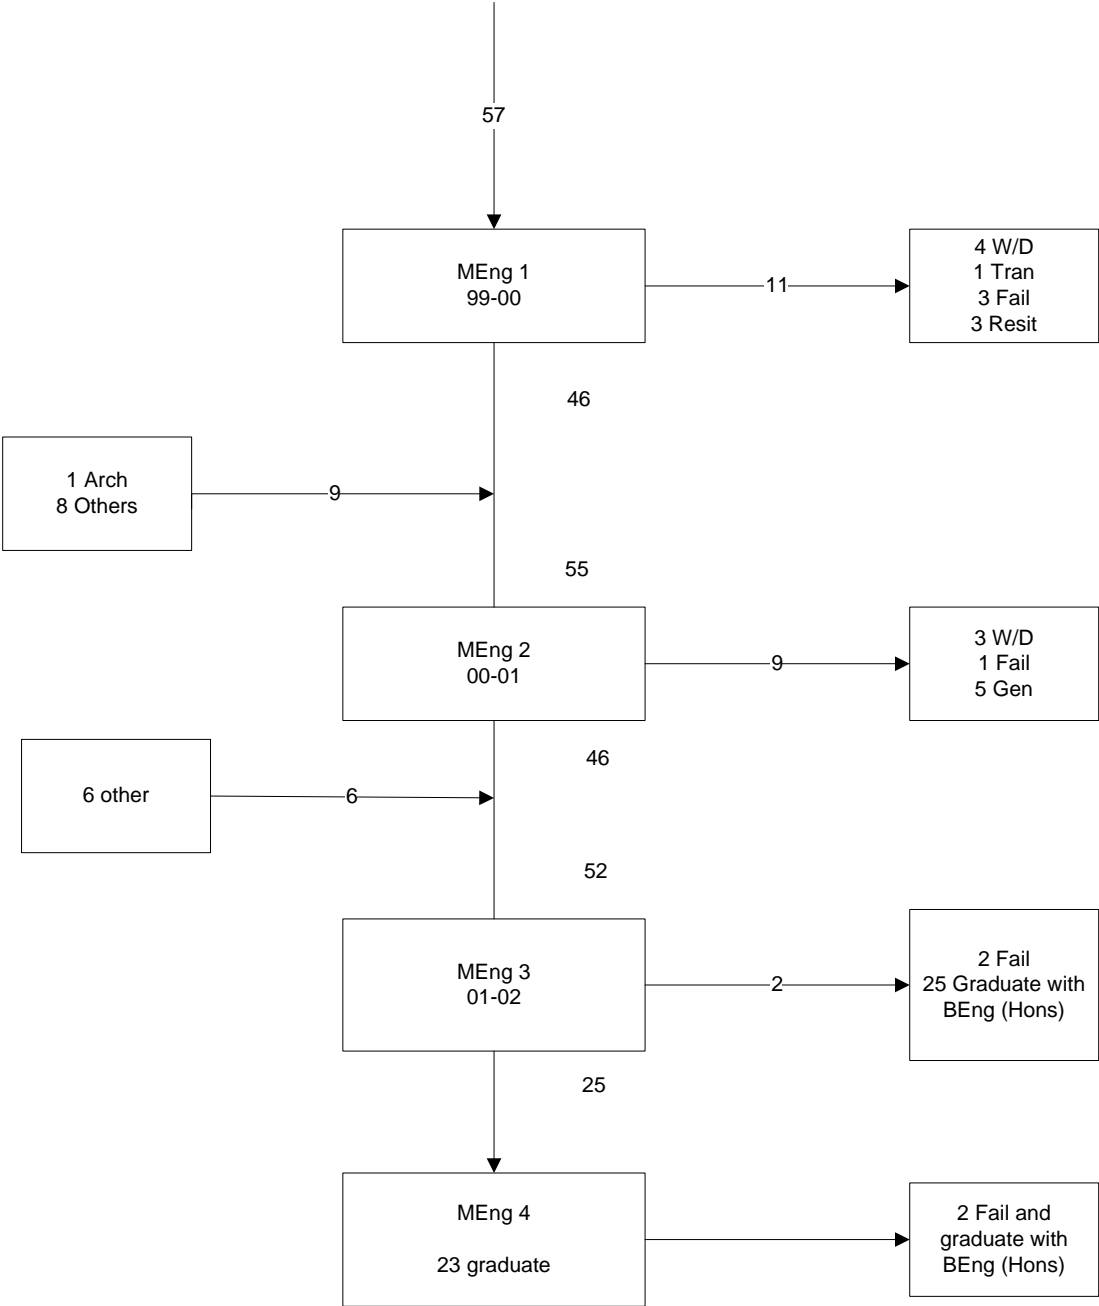 57
MEng 1
99-00
11
4 W/D
1 Tran
3 Fail
3 Resit
46
1 Arch
8 Others
9
55
MEng 2
00-01
9
3 W/D
1 Fail
5 Gen
46
6 other
6
52
MEng 3
01-02
2
2 Fail
25 Graduate with
BEng (Hons)
25
MEng 4
23 graduate
2 Fail and
graduate with
BEng (Hons)